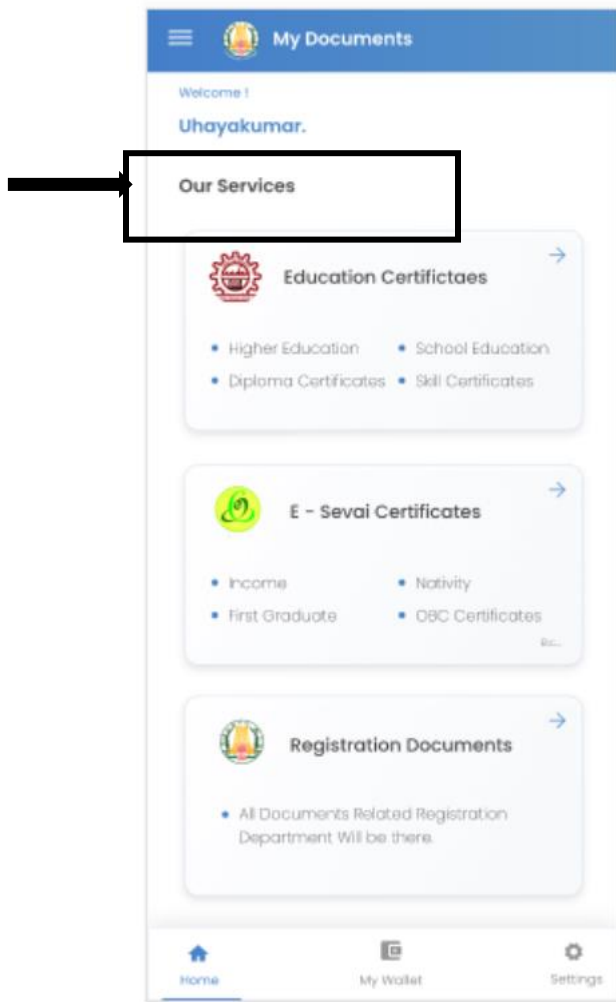 My Documents
Welcome !
Uhayakumar.
Our Services
Education Certifictaes
• Higher Education • School Education
• Diploma Certificates • Skill Certificates
E - Sevai Certificates
• Income • Nativity
• First Graduate • OBC Certificates
Registration Documents
• All Documents Related Registration
Department Will be there.
Home My Wallet Settings